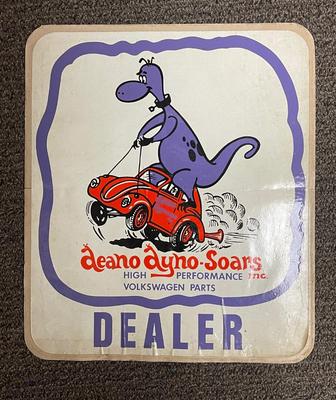 deano dyno-Soars
HIGH PERFORMANCE inc.
VOLKSWAGEN PARTS
DEALER